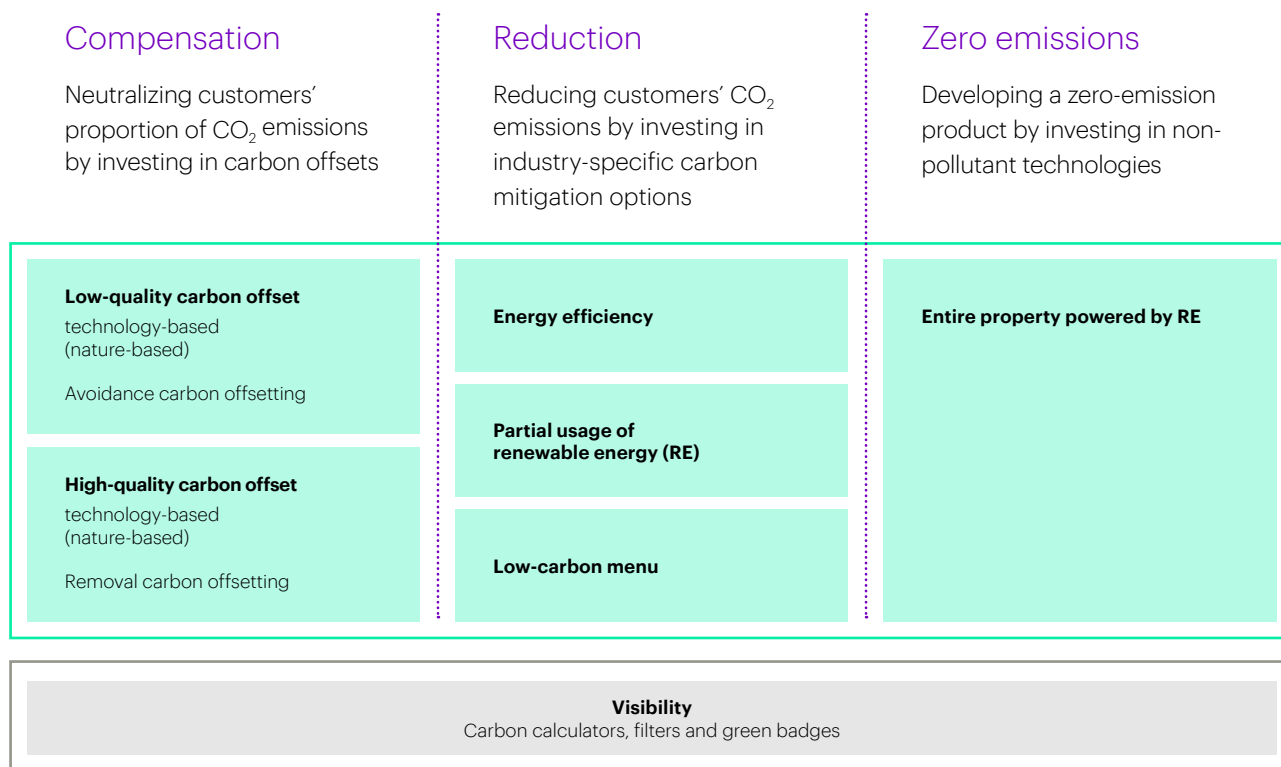 Compensation
Neutralizing customers’
proportion of CO₂ emissions
by investing in carbon offsets
Reduction
Reducing customers’ CO₂
emissions by investing in
industry-specific carbon
mitigation options
Zero emissions
Developing a zero-emission
product by investing in non-
pollutant technologies
Low-quality carbon offset
technology-based
(nature-based)
Avoidance carbon offsetting
High-quality carbon offset
technology-based
(nature-based)
Removal carbon offsetting
Energy efficiency
Partial usage of
renewable energy (RE)
Low-carbon menu
Entire property powered by RE
Visibility
Carbon calculators, filters and green badges